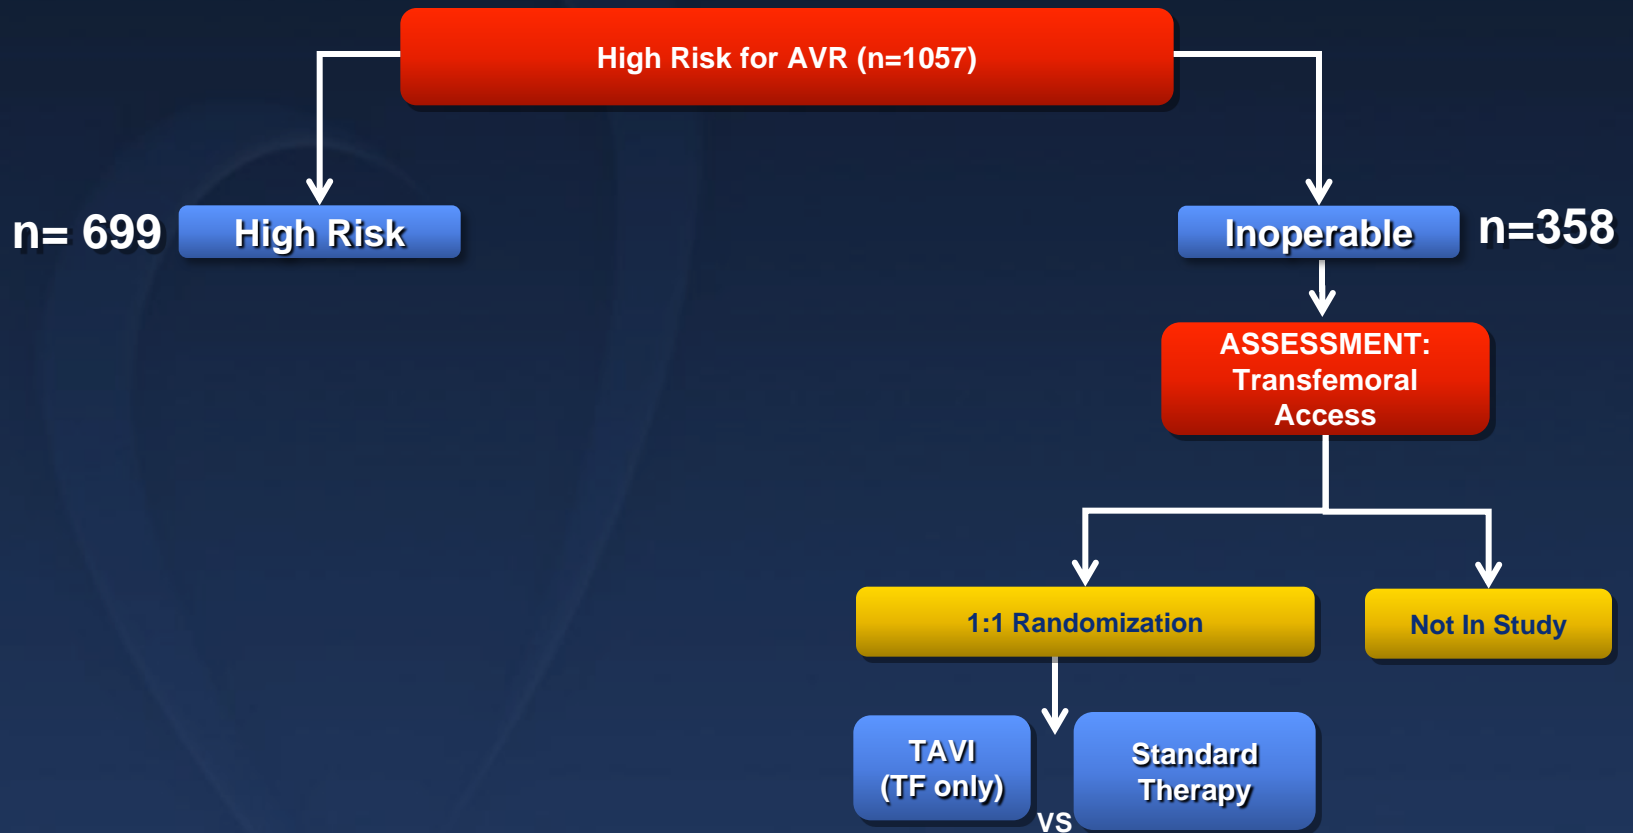 High Risk for AVR (n=1057)
n= 699
High Risk
Inoperable
n=358
ASSESSMENT:
Transfemoral
Access
1:1 Randomization
Not In Study
TAVI
(TF only)
VS
Standard
Therapy